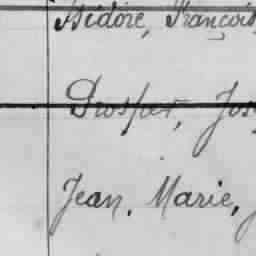 Isidore, François
Prosper, Jos
Jean, Marie, J